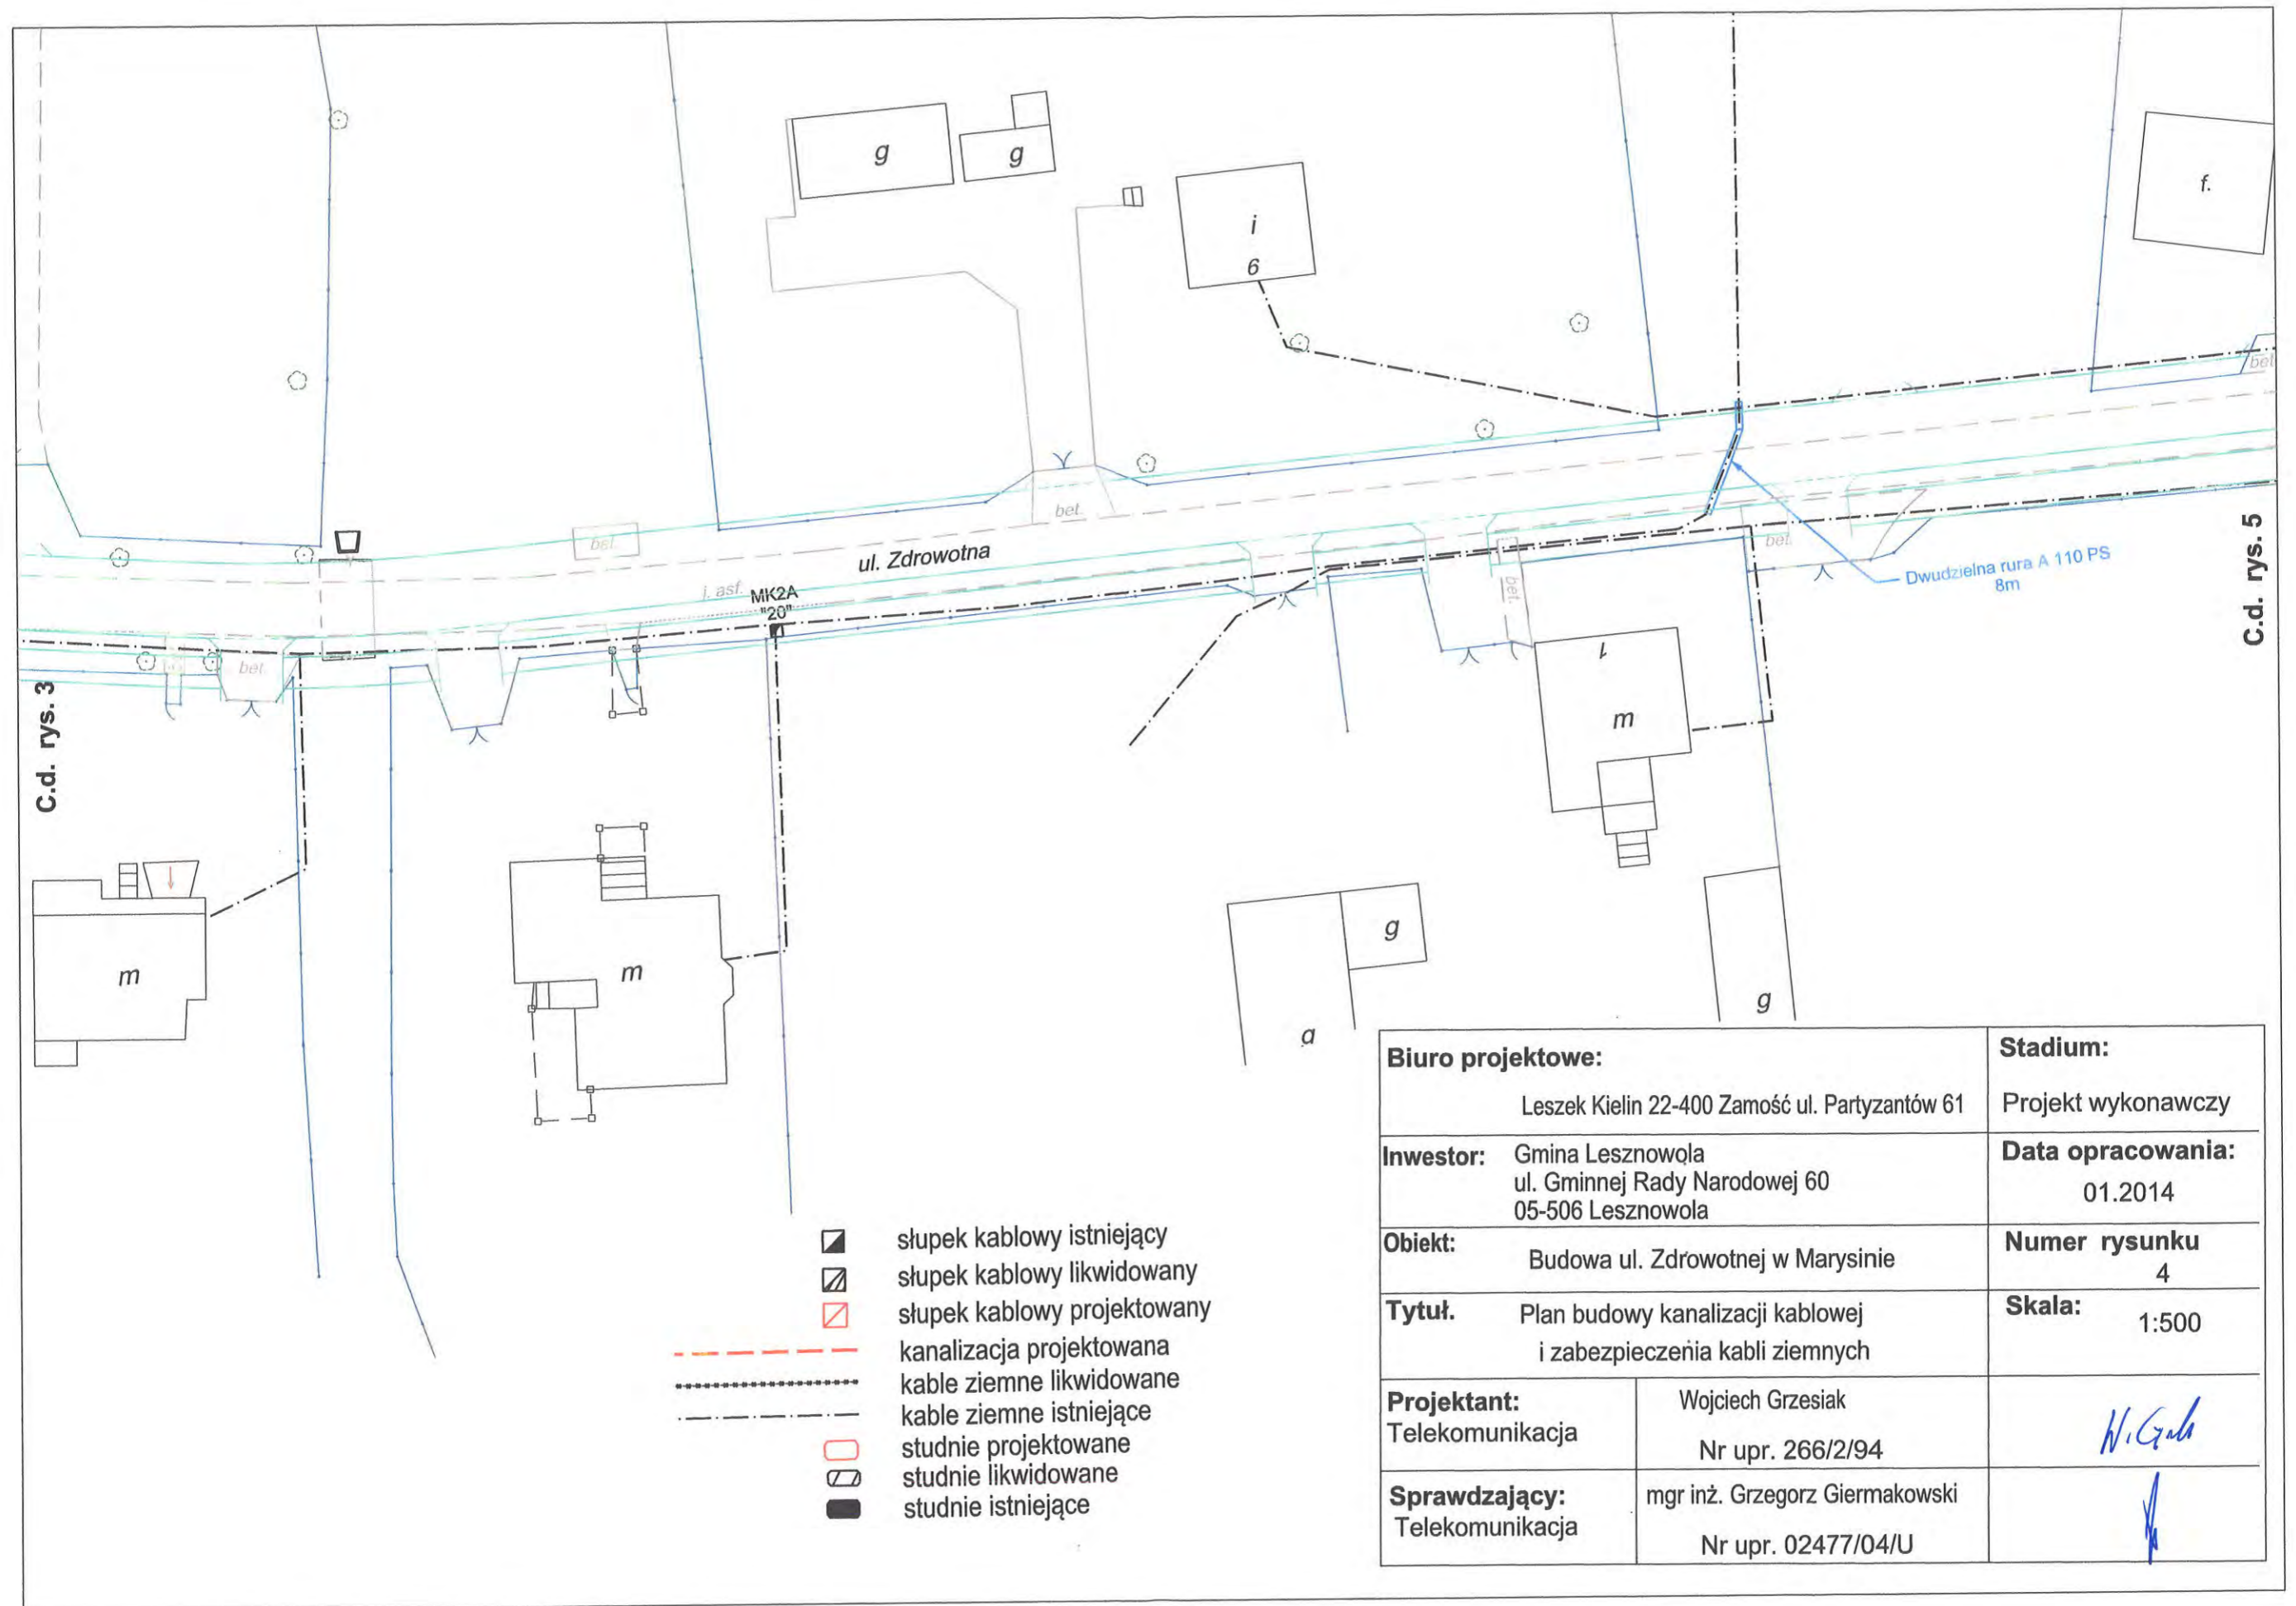 g
g
i
6
f.
bet.
bet.
bet.
ul. Zdrowotna
j. asf.
MK2A
"20"
bet.
bet.
bet.
Dwudzielna rura A 110 PS
8m
C.d. rys. 3
C.d. rys. 5
1
m
m
m
g
g
g
słupek kablowy istniejący
słupek kablowy likwidowany
słupek kablowy projektowany
kanalizacja projektowana
kable ziemne likwidowane
kable ziemne istniejące
studnie projektowane
studnie likwidowane
studnie istniejące
Biuro projektowe:
Leszek Kielin 22-400 Zamość ul. Partyzantów 61
Stadium:
Projekt wykonawczy
Inwestor: Gmina Lesznowola
ul. Gminnej Rady Narodowej 60
05-506 Lesznowola
Data opracowania:
01.2014
Obiekt: Budowa ul. Zdrowotnej w Marysinie
Numer rysunku
4
Tytuł. Plan budowy kanalizacji kablowej
i zabezpieczenia kabli ziemnych
Skala: 1:500
Projektant:
Telekomunikacja
Wojciech Grzesiak
Nr upr. 266/2/94
Sprawdzający:
Telekomunikacja
mgr inż. Grzegorz Giermakowski
Nr upr. 02477/04/U